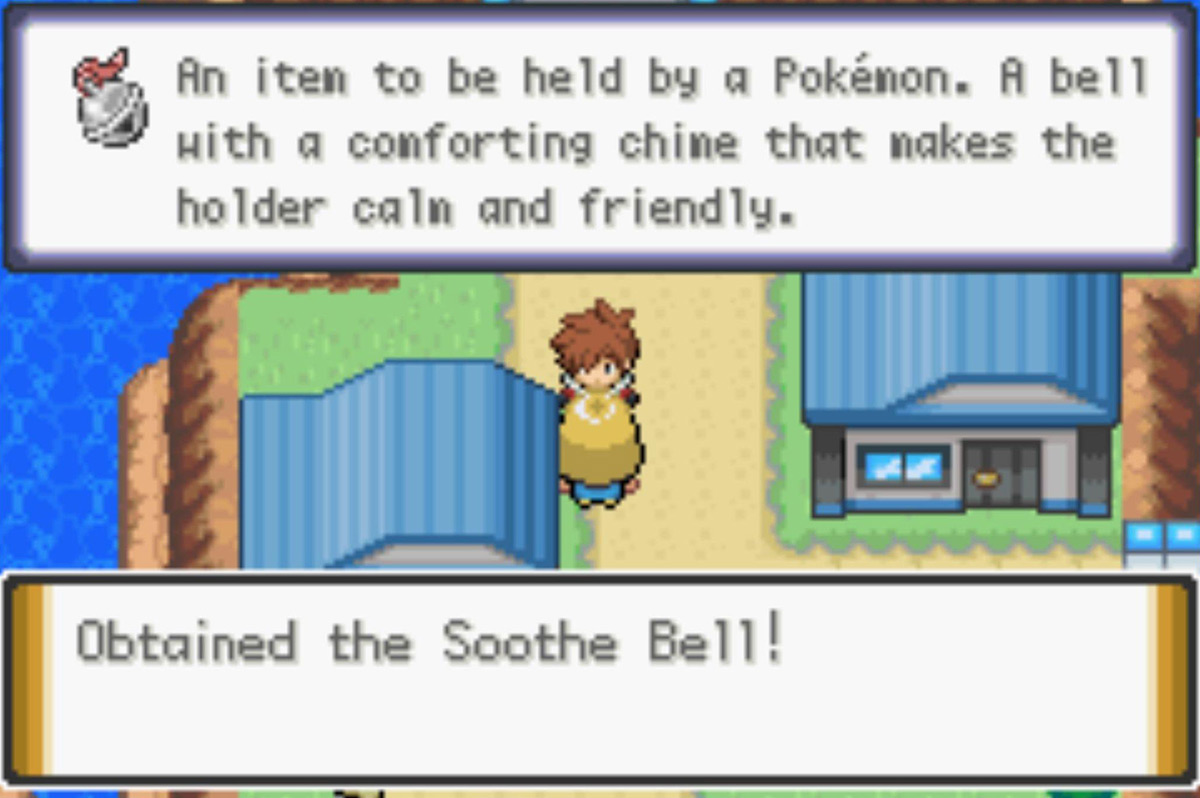 An item to be held by a Pokémon. A bell
with a comforting chime that makes the
holder calm and friendly.
Obtained the Soothe Bell!